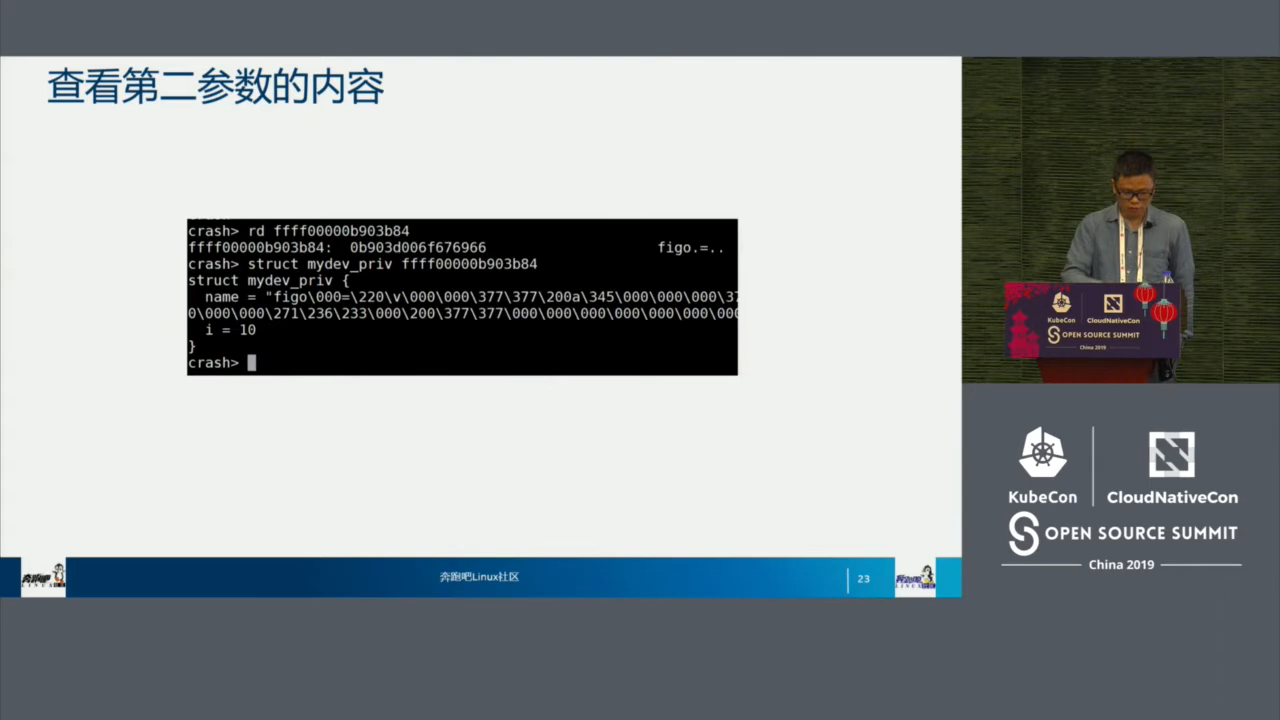 查看第二参数的内容
crash> rd ffff00000b903b84
ffff00000b903b84:  0b903d006f676966                    figo.=..
crash> struct mydev_priv ffff00000b903b84
struct mydev_priv {
  name = "figo\000=\220\v\000\000\377\377\200a\345\000\000\000\37
0\000\000\271\236\233\000\200\377\377\000\000\000\000\000\000\000
  i = 10
}
crash>
奔跑吧Linux社区
23
KubeCon
CloudNativeCon
OPEN SOURCE SUMMIT
China 2019
KubeCon
CloudNativeCon
OPEN SOURCE SUMMIT
China 2019